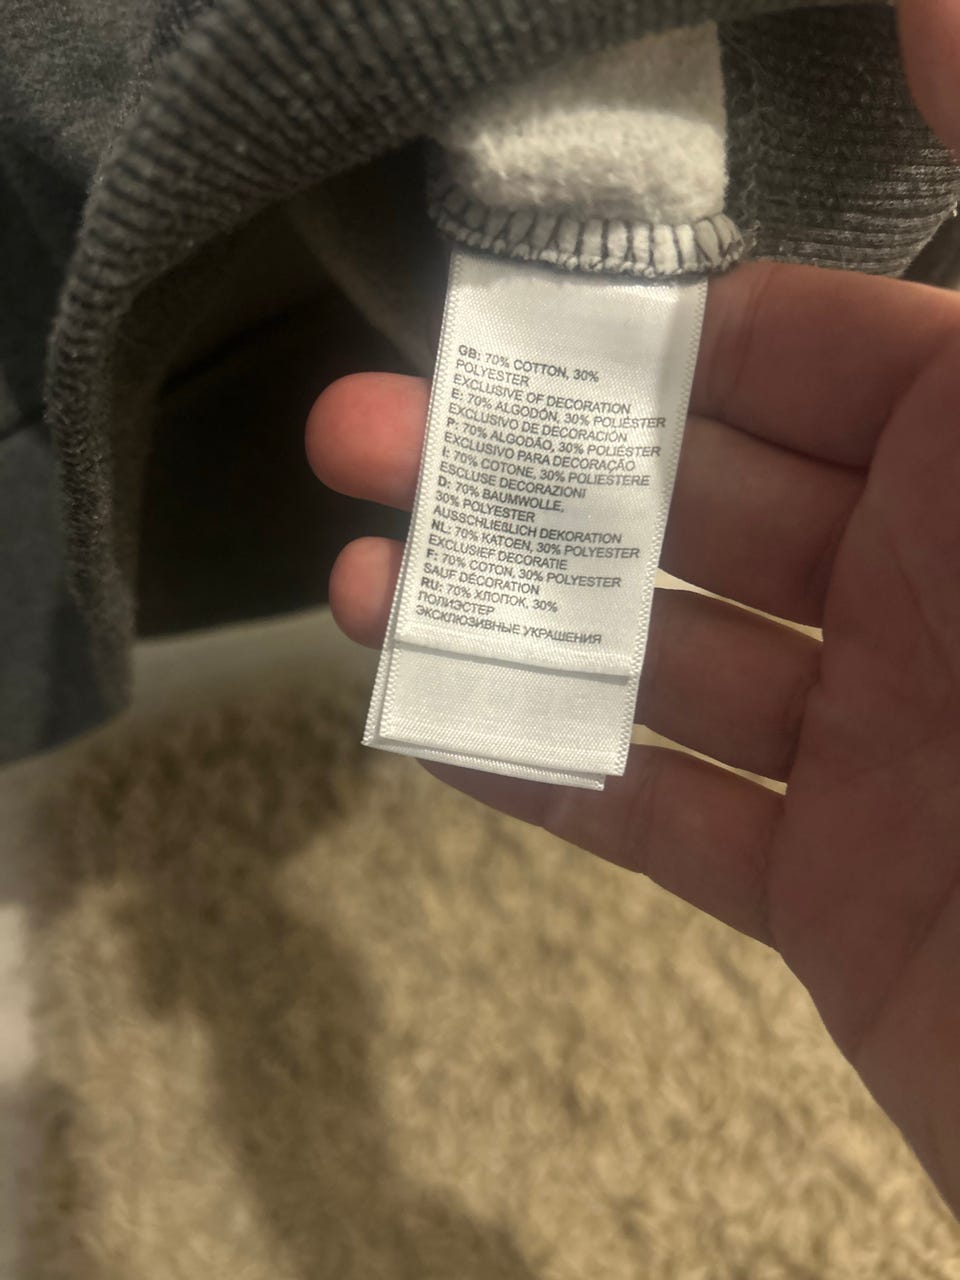 GB: 70% COTTON, 30%
POLYESTER
EXCLUSIVE OF DECORATION
E: 70% ALGODÓN, 30% POLIÉSTER
EXCLUSIVO DE DECORACIÓN
P: 70% ALGODÃO, 30% POLIÉSTER
EXCLUSIVO PARA DECORAÇÃO
I: 70% COTONE, 30% POLIESTERE
ESCLUSE DECORAZIONI
D: 70% BAUMWOLLE,
30% POLYESTER
AUSSCHLIEßLICH DEKORATION
NL: 70% KATOEN, 30% POLYESTER
EXCLUSIEF DECORATIE
F: 70% COTON, 30% POLYESTER
SAUF DÉCORATION
RU: 70% ХЛОПОК, 30%
ПОЛИЭСТЕР
ЭКСКЛЮЗИВНЫЕ УКРАШЕНИЯ